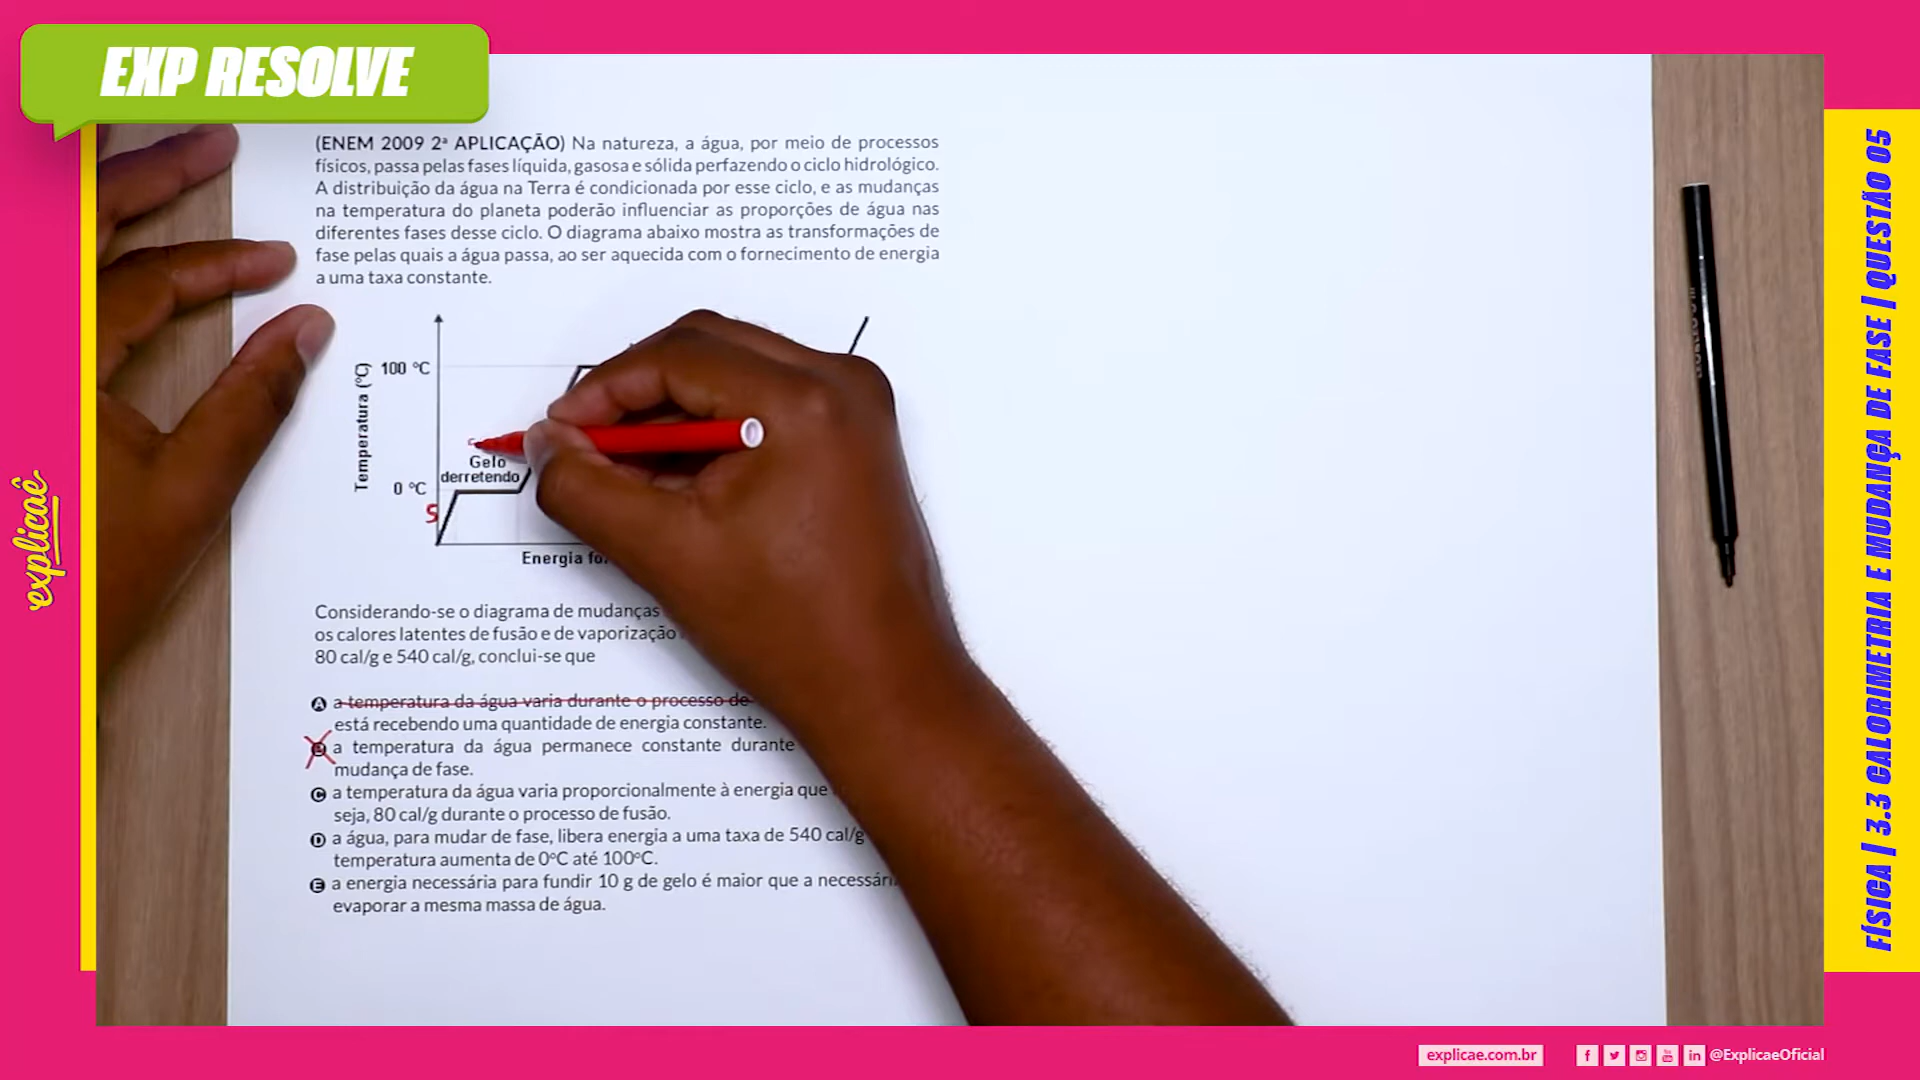 EXP RESOLVE
(ENEM 2009 2ª APLICAÇÃO) Na natureza, a água, por meio de processos
físicos, passa pelas fases líquida, gasosa e sólida perfazendo o ciclo hidrológico.
A distribuição da água na Terra é condicionada por esse ciclo, e as mudanças
na temperatura do planeta poderão influenciar as proporções de água nas
diferentes fases desse ciclo. O diagrama abaixo mostra as transformações de
fase pelas quais a água passa, ao ser aquecida com o fornecimento de energia
a uma taxa constante.
Temperatura (ºC)
100 ºC
Gelo
derretendo
0 ºC
S
Energia
Considerando-se o diagrama de mudanças
os calores latentes de fusão e de vaporização
80 cal/g e 540 cal/g, conclui-se que
A a temperatura da água varia durante o processo de
está recebendo uma quantidade de energia constante.
B a temperatura da água permanece constante durante
mudança de fase.
C a temperatura da água varia proporcionalmente à energia que
seja, 80 cal/g durante o processo de fusão.
D a água, para mudar de fase, libera energia a uma taxa de 540 cal/g
temperatura aumenta de 0ºC até 100ºC.
E a energia necessária para fundir 10 g de gelo é maior que a
evaporar a mesma massa de água.
explicaê
FÍSICA | 3.3 CALORIMETRIA E MUDANÇA DE FASE | QUESTÃO 05
explicae.com.br
@ExplicaeOficial